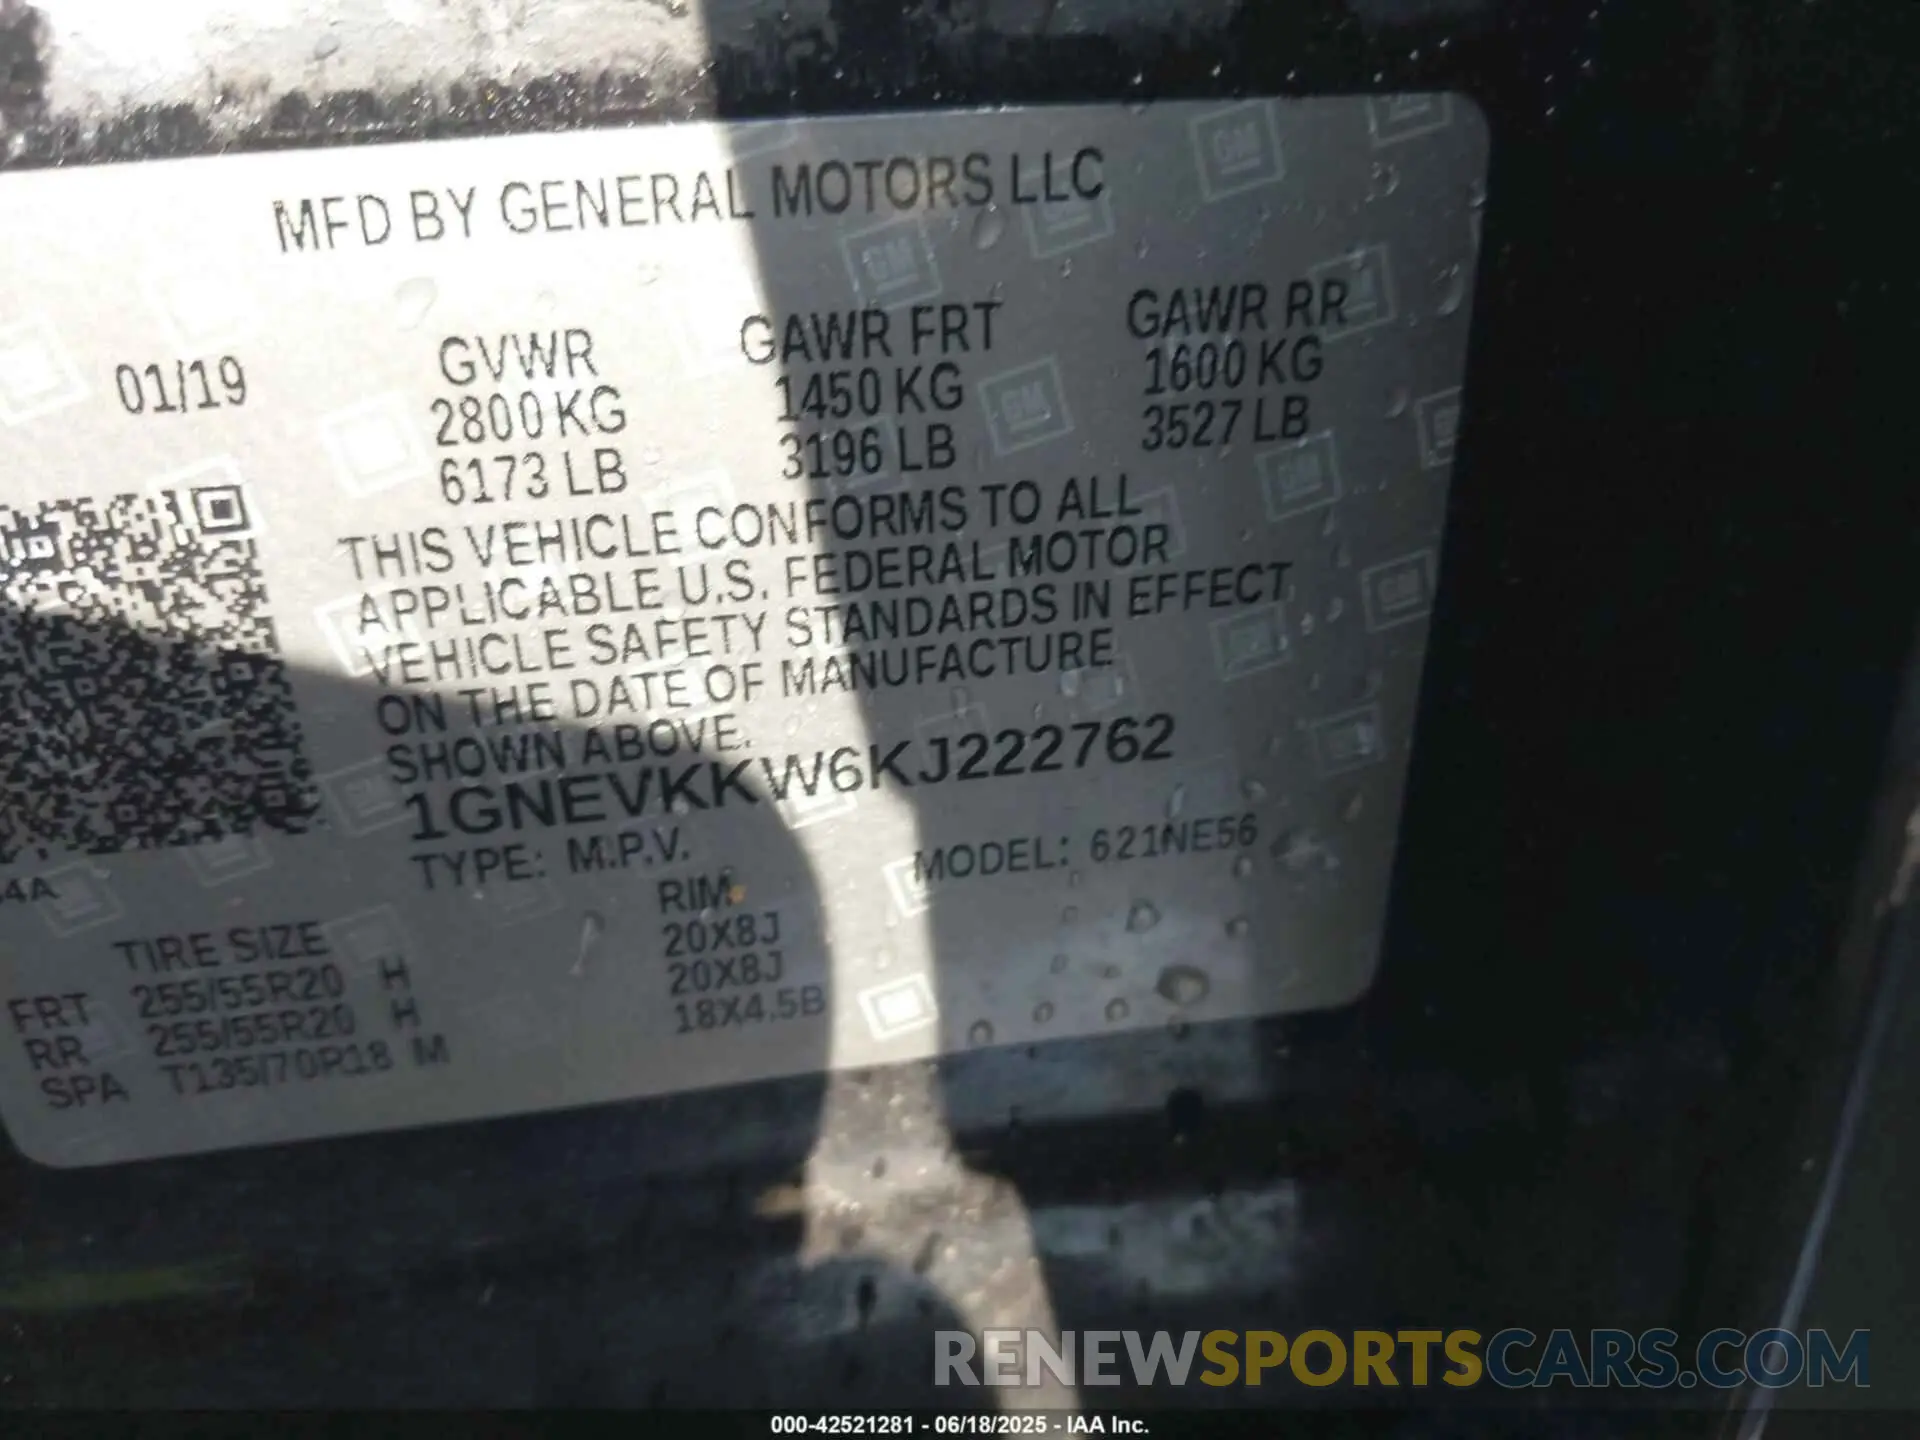 MFD BY GENERAL MOTORS LLC
01/19
GVWR GAWR FRT GAWR RR
2800 KG 1450 KG 1600 KG
6173 LB 3196 LB 3527 LB
THIS VEHICLE CONFORMS TO ALL
APPLICABLE U.S. FEDERAL MOTOR
VEHICLE SAFETY STANDARDS IN EFFECT
ON THE DATE OF MANUFACTURE
SHOWN ABOVE.
1GNEVKKW6KJ222762
TYPE: M.P.V. MODEL: 621NE56
4A
TIRE SIZE RIM
FRT 255/55R20 H 20X8J
RR 255/55R20 H 20X8J
SPA T135/70R18 M 18X4.5B
RENEWSPORTSCARS.COM
000-42521281 - 06/18/2025 - IAA Inc.